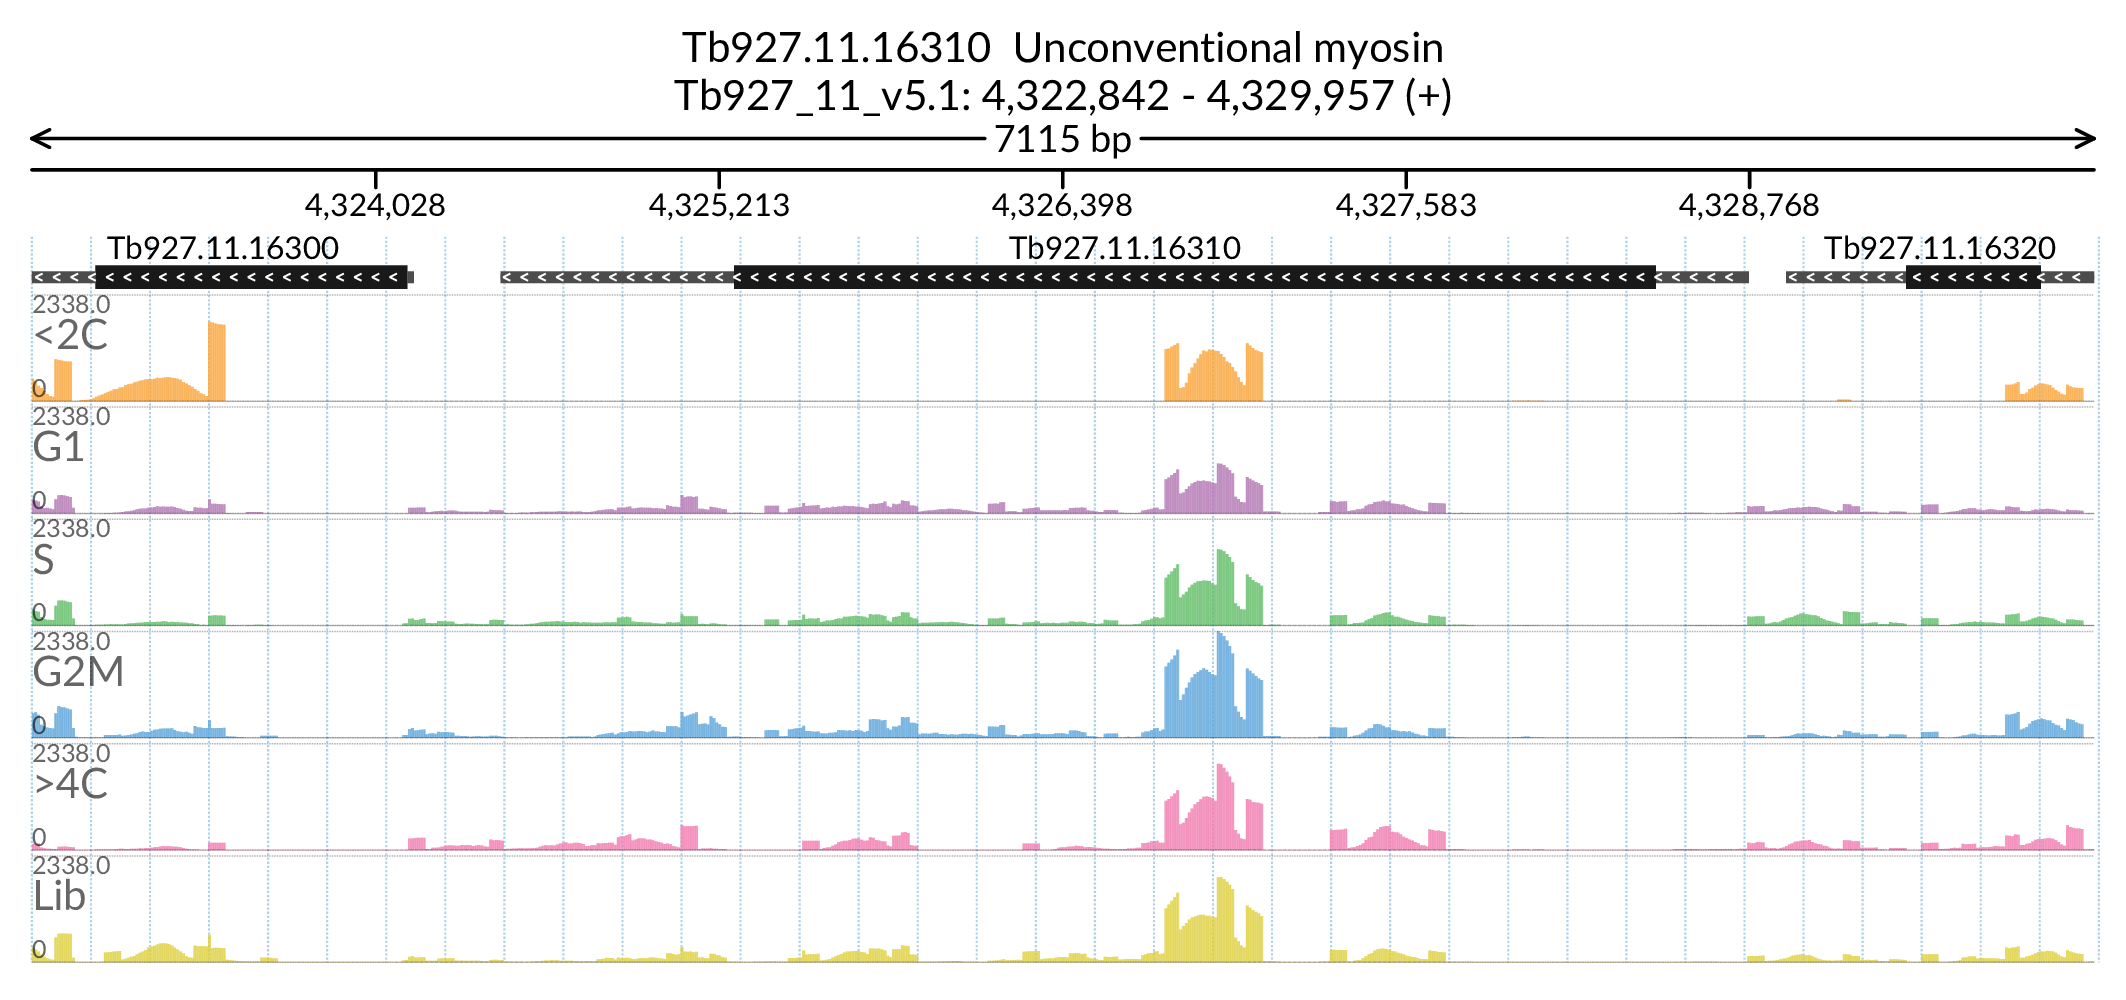 Tb927.11.16310  Unconventional myosin
Tb927_11_v5.1: 4,322,842 - 4,329,957 (+)
7115 bp
4,324,028 4,325,213 4,326,398 4,327,583 4,328,768
Tb927.11.16300 Tb927.11.16310 Tb927.11.16320
2338.0
<2C
0
2338.0
G1
0
2338.0
S
0
2338.0
G2M
0
2338.0
>4C
0
2338.0
Lib
0